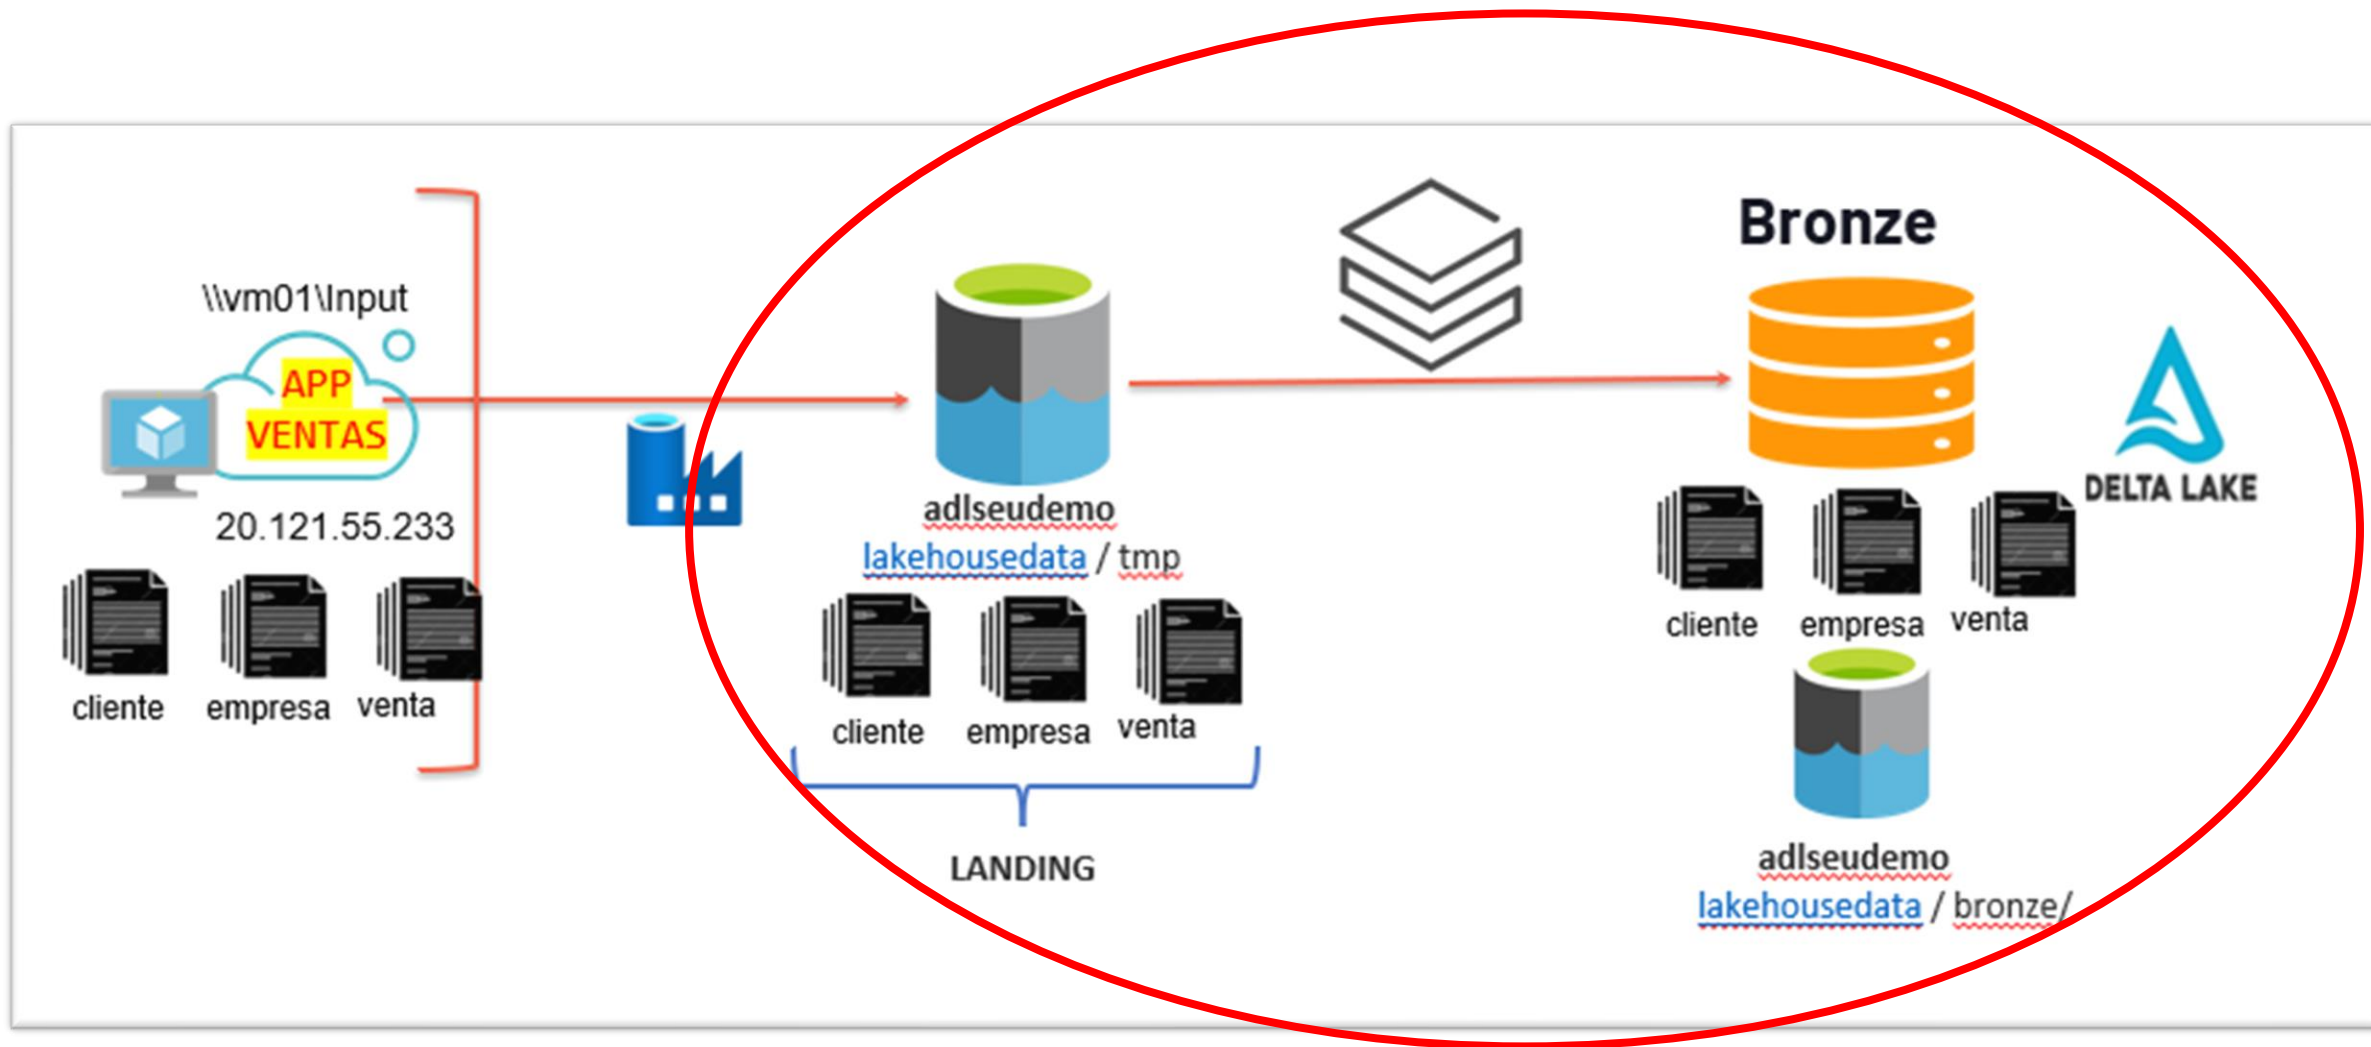 \\vm01\Input
APP
VENTAS
20.121.55.233
cliente
empresa
venta
adlseudemo
lakehousedata / tmp
cliente
empresa
venta
LANDING
Bronze
DELTA LAKE
cliente
empresa
venta
adlseudemo
lakehousedata / bronze/